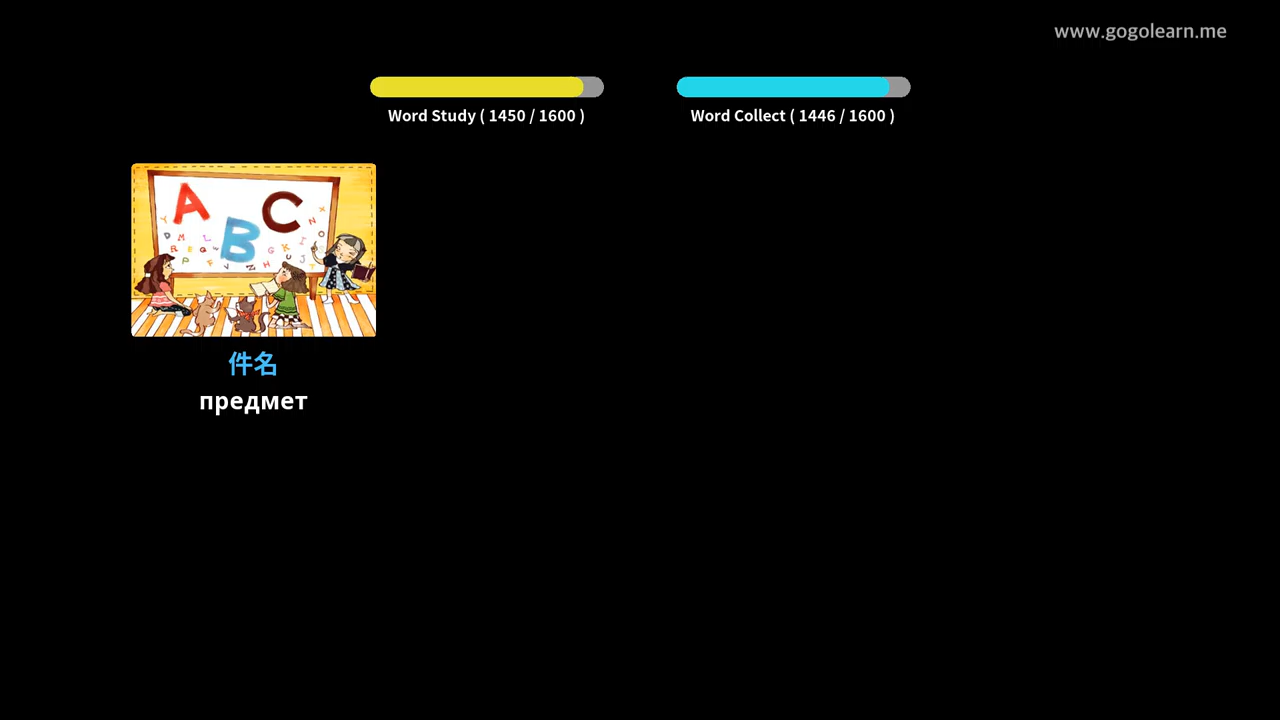 www.gogolearn.me
Word Study ( 1450 / 1600 )
Word Collect ( 1446 / 1600 )
A
B
C
件名
предмет